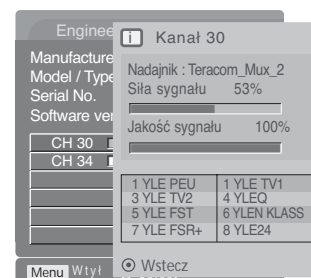 Enginee
Manufacture
Model / Type
Serial No.
Software ver
CH 30
CH 34
Menu Wtył
i Kanał 30
Nadajnik : Teracom_Mux_2
Siła sygnału 53%
Jakość sygnału 100%
1 YLE PEU 1 YLE TV1
3 YLE TV2 4 YLEQ
5 YLE FST 6 YLEN KLASS
7 YLE FSR+ 8 YLE24
Wstecz